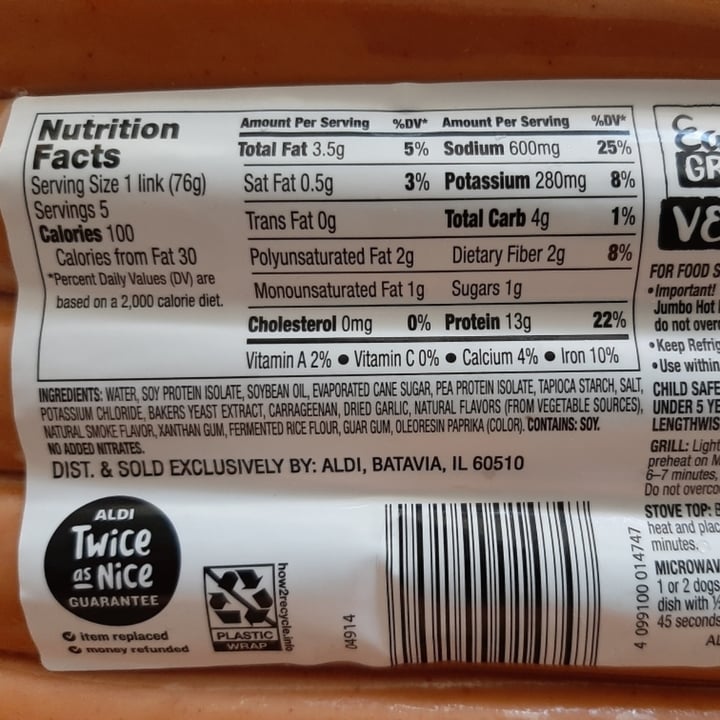 Nutrition
Facts
Serving Size 1 link (76g)
Servings 5
Calories 100
Calories from Fat 30
*Percent Daily Values (DV) are
based on a 2,000 calorie diet.
Amount Per Serving %DV* Amount Per Serving %DV*
Total Fat 3.5g 5% Sodium 600mg 25%
Sat Fat 0.5g 3% Potassium 280mg 8%
Trans Fat 0g Total Carb 4g 1%
Polyunsaturated Fat 2g Dietary Fiber 2g 8%
Monounsaturated Fat 1g Sugars 1g
Cholesterol 0mg 0% Protein 13g 22%
Vitamin A 2% ● Vitamin C 0% ● Calcium 4% ● Iron 10%
INGREDIENTS: WATER, SOY PROTEIN ISOLATE, SOYBEAN OIL, EVAPORATED CANE SUGAR, PEA PROTEIN ISOLATE, TAPIOCA STARCH, SALT,
POTASSIUM CHLORIDE, BAKERS YEAST EXTRACT, CARRAGEENAN, DRIED GARLIC, NATURAL FLAVORS (FROM VEGETABLE SOURCES),
NATURAL SMOKE FLAVOR, XANTHAN GUM, FERMENTED RICE FLOUR, GUAR GUM, OLEORESIN PAPRIKA (COLOR). CONTAINS: SOY.
NO ADDED NITRATES.
DIST. & SOLD EXCLUSIVELY BY: ALDI, BATAVIA, IL 60510
ALDI
Twice
as Nice
GUARANTEE
item replaced
money refunded
PLASTIC
WRAP
how2recycle.info
04914
4 099100 014747
GR
VE
FOR FOOD S
•Important!
Jumbo Hot
do not over
•Keep Refrig
•Use within
CHILD SAFE
UNDER 5 YE
LENGTHWIS
GRILL: Light
preheat on M
6–7 minutes,
Do not overco
STOVE TOP: B
heat and plac
minutes.
MICROWAV
1 or 2 dogs
dish with
45 seconds